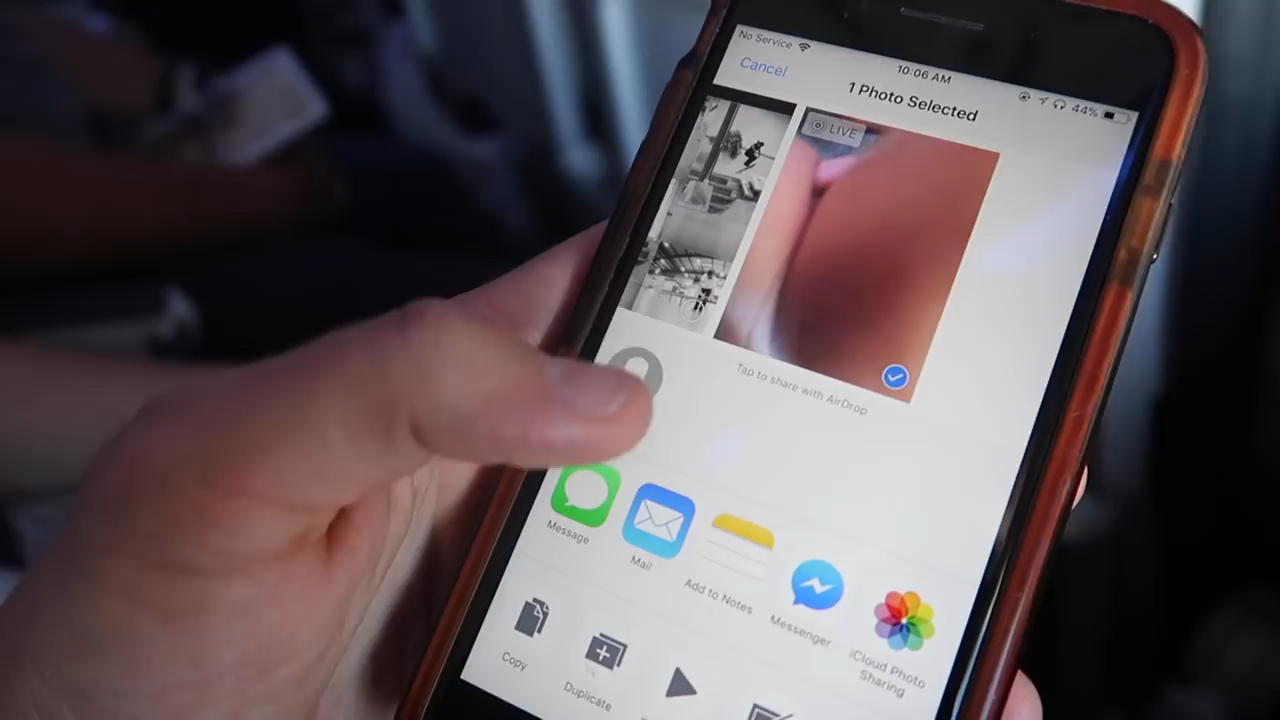 No Service
10:06 AM
44%
Cancel
1 Photo Selected
LIVE
Tap to share with AirDrop
Message
Mail
Add to Notes
Messenger
iCloud Photo
Sharing
Copy
Duplicate